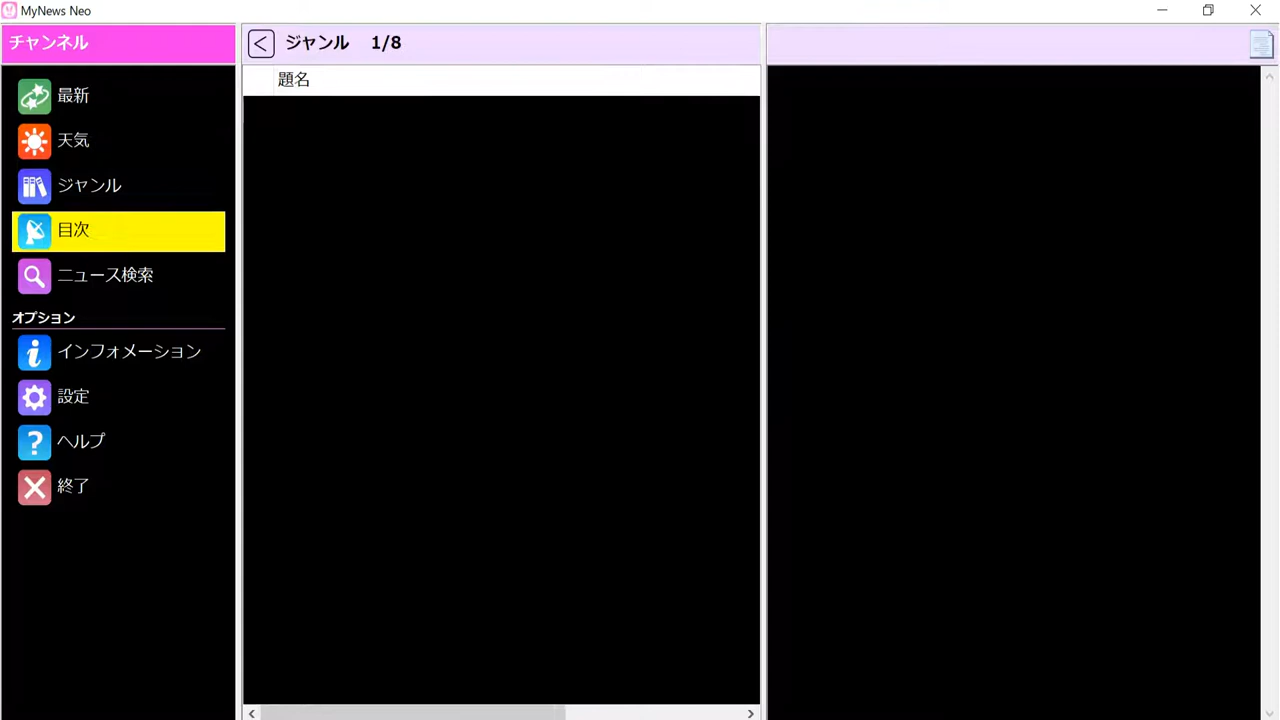 MyNews Neo
チャンネル
ジャンル 1/8
題名
最新
天気
ジャンル
目次
ニュース検索
オプション
インフォメーション
設定
ヘルプ
終了